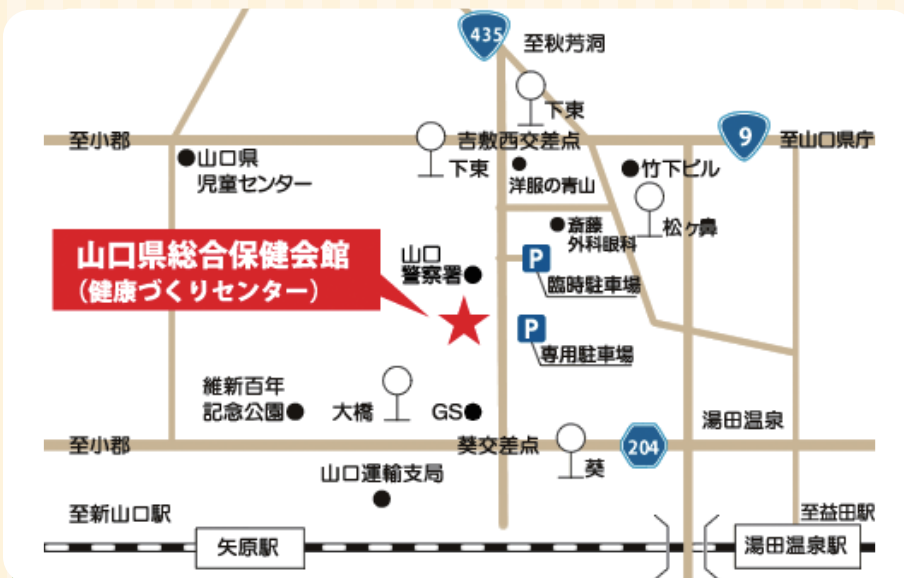 435
至秋芳洞
下東
至小郡
吉敷西交差点
9
至山口県庁
山口県
児童センター
下東
洋服の青山
竹下ビル
斎藤
外科眼科
松ヶ鼻
山口県総合保健会館
（健康づくりセンター）
山口
警察署
P
臨時駐車場
P
専用駐車場
維新百年
記念公園
大橋
GS
湯田温泉
至小郡
葵交差点
204
葵
山口運輸支局
至新山口駅
至益田駅
矢原駅
湯田温泉駅